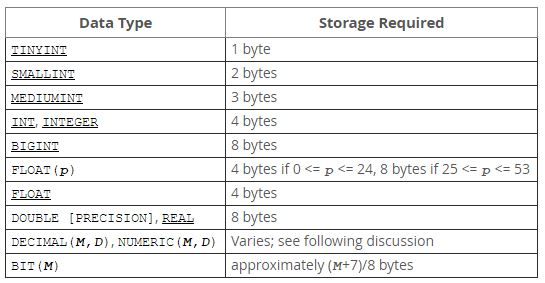 Data Type Storage Required
TINYINT 1 byte
SMALLINT 2 bytes
MEDIUMINT 3 bytes
INT, INTEGER 4 bytes
BIGINT 8 bytes
FLOAT(p) 4 bytes if 0 <= p <= 24, 8 bytes if 25 <= p <= 53
FLOAT 4 bytes
DOUBLE [PRECISION], REAL 8 bytes
DECIMAL(M,D), NUMERIC(M,D) Varies; see following discussion
BIT(M) approximately (M+7)/8 bytes